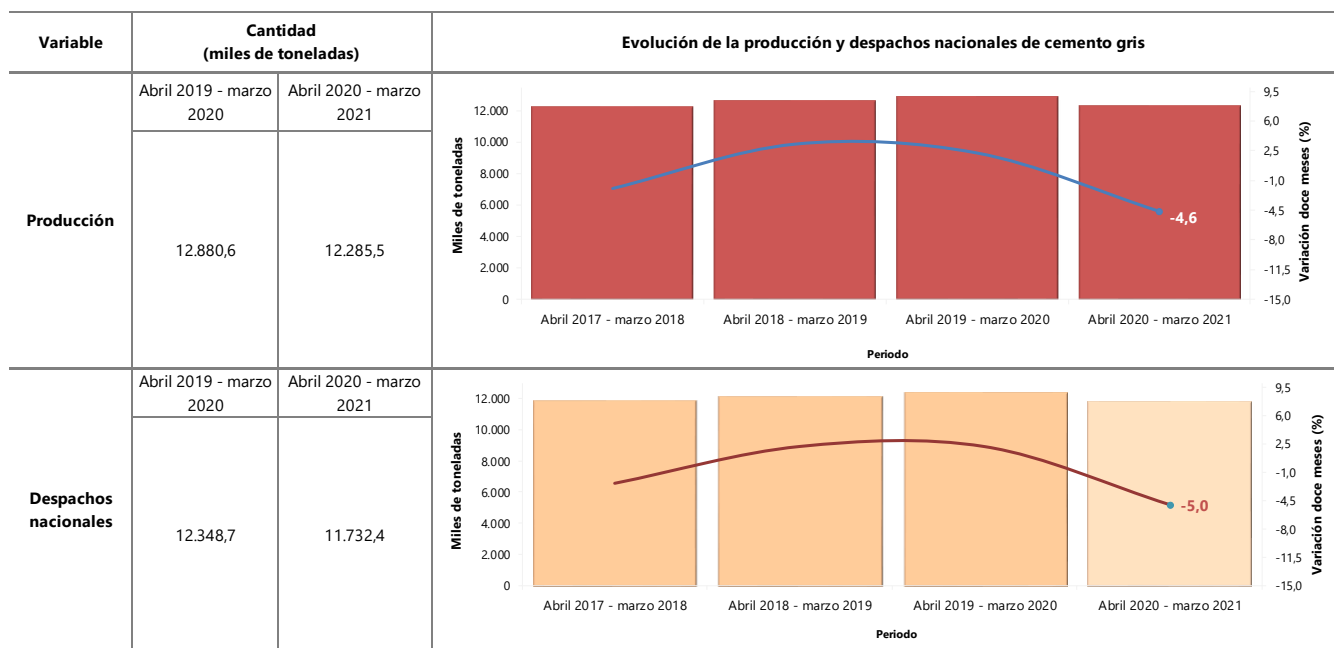 Variable
Cantidad
(miles de toneladas)
Evolución de la producción y despachos nacionales de cemento gris
Producción
Abril 2019 - marzo
2020
Abril 2020 - marzo
2021
12.880,6
12.285,5
Miles de toneladas
12.000
10.000
8.000
6.000
4.000
2.000
0
-4,6
9,5
6,0
2,5
-1,0
-4,5
-8,0
-11,5
-15,0
Variación doce meses (%)
Abril 2017 - marzo 2018
Abril 2018 - marzo 2019
Abril 2019 - marzo 2020
Abril 2020 - marzo 2021
Periodo
Despachos
nacionales
Abril 2019 - marzo
2020
Abril 2020 - marzo
2021
12.348,7
11.732,4
Miles de toneladas
12.000
10.000
8.000
6.000
4.000
2.000
0
-5,0
9,5
6,0
2,5
-1,0
-4,5
-8,0
-11,5
-15,0
Variación doce meses (%)
Abril 2017 - marzo 2018
Abril 2018 - marzo 2019
Abril 2019 - marzo 2020
Abril 2020 - marzo 2021
Periodo